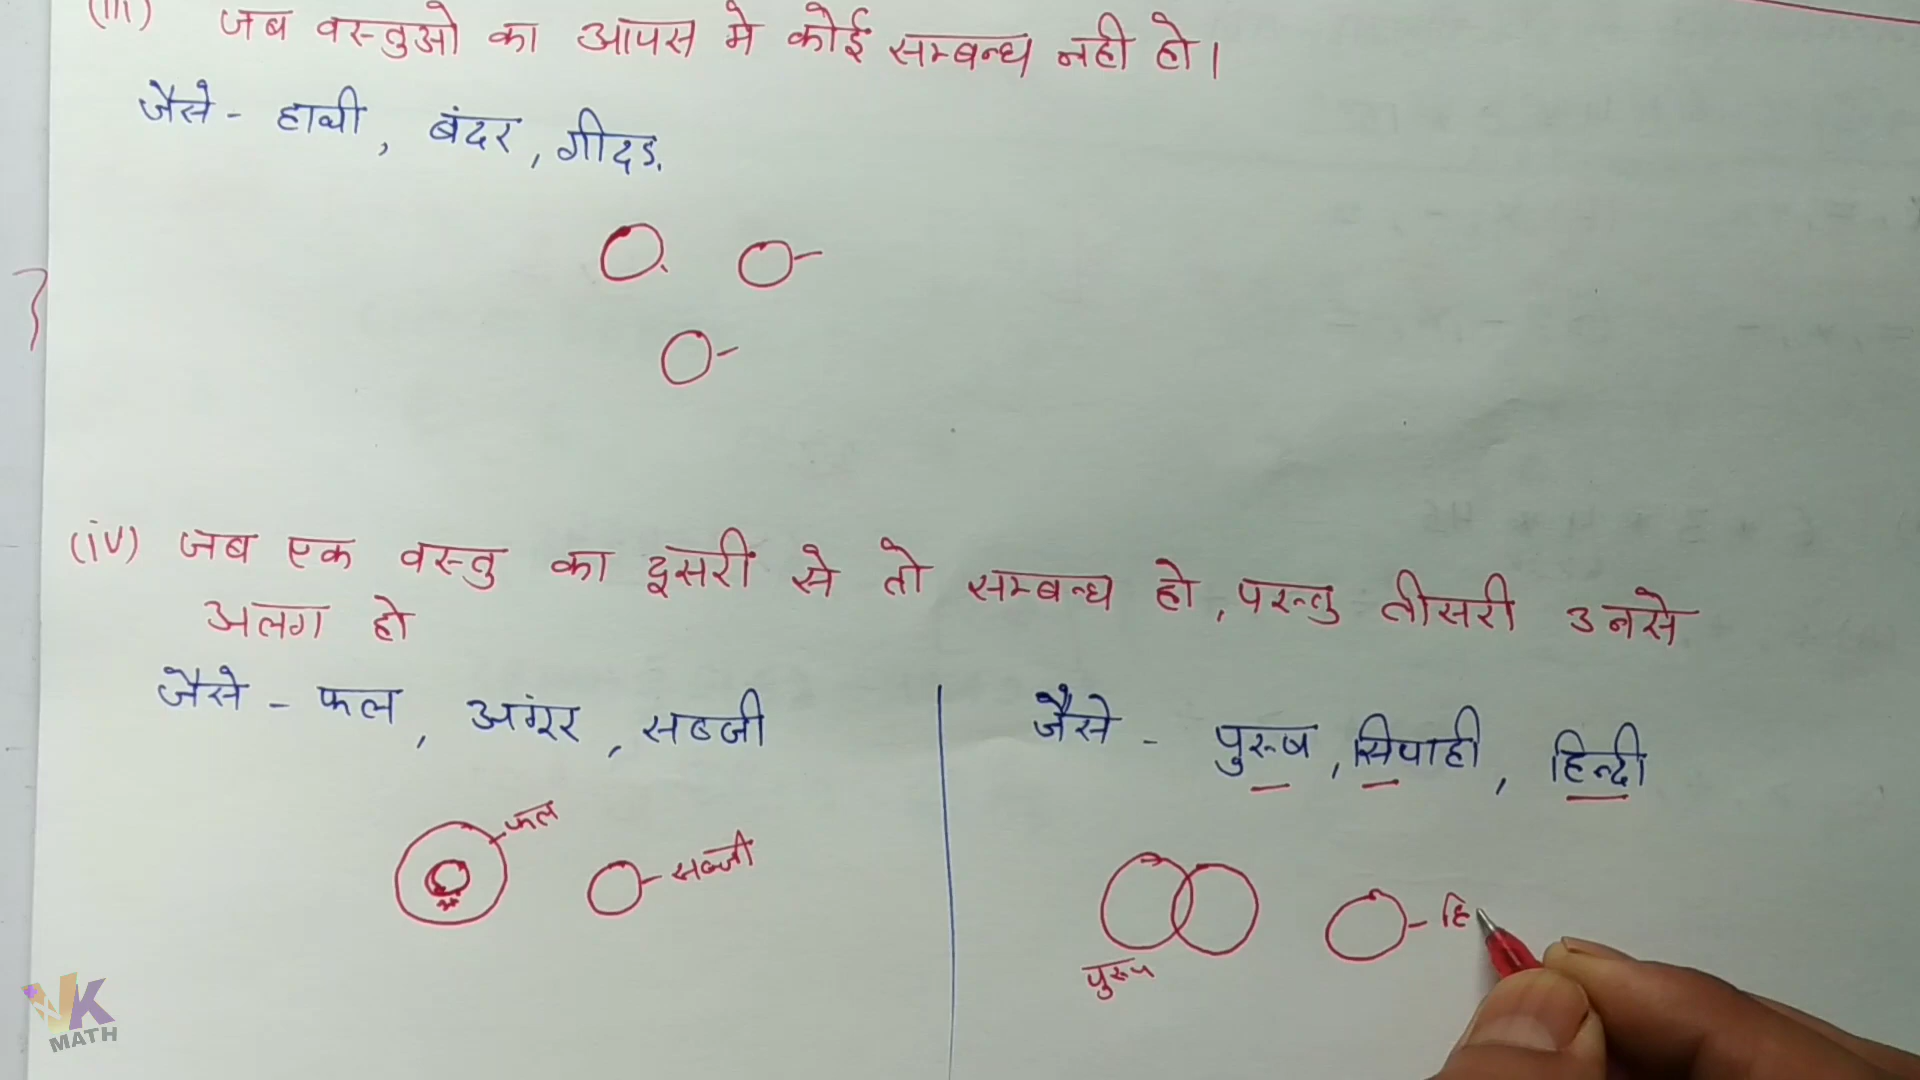 (iii) जब वस्तुओ का आपस मे कोई सम्बन्ध नही हो।
जैसे - हाथी, बंदर, गीदड.
(iv) जब एक वस्तु का दूसरी से तो सम्बन्ध हो, परन्तु तीसरी उनसे
अलग हो
जैसे - फल, अंगूर, सब्जी
जैसे - पुरूष, सिपाही, हिन्दी
फल
सब्जी
पुरूष
हि
VK
MATH